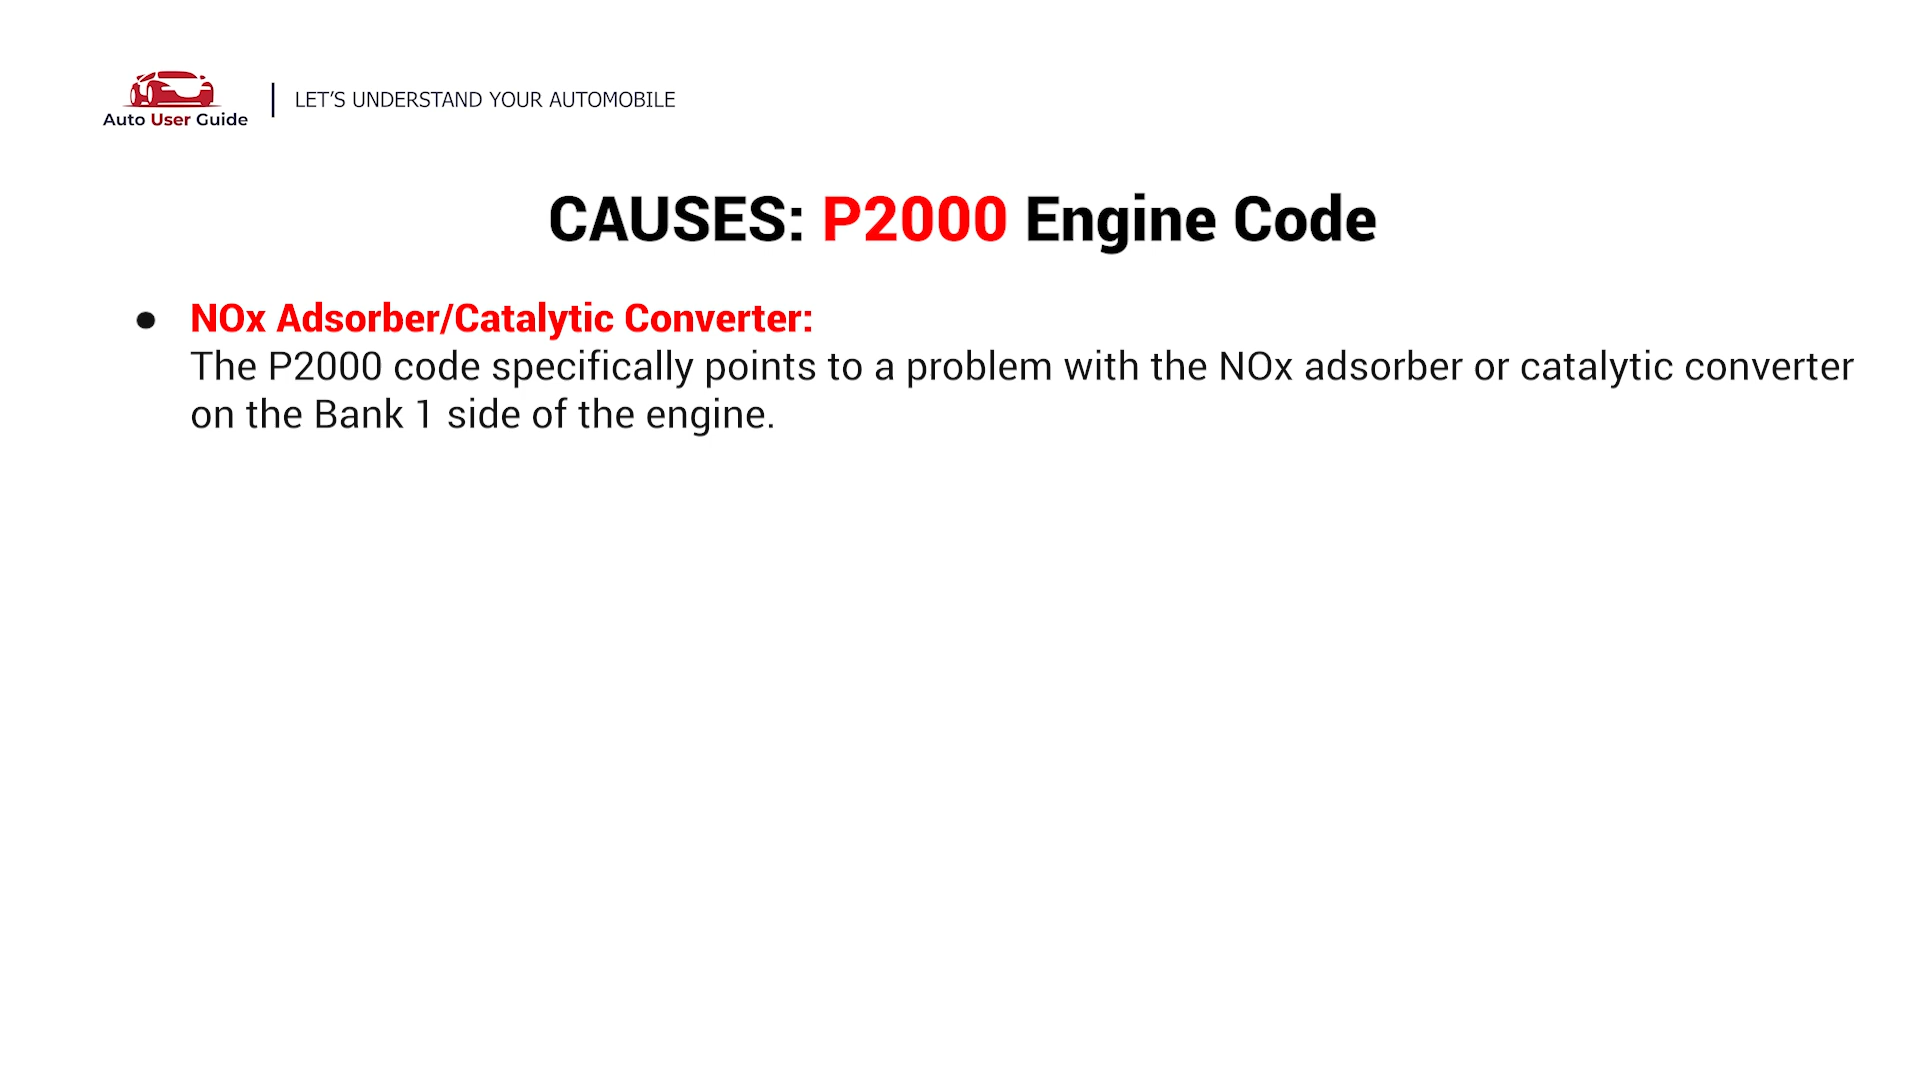 Auto User Guide
LET'S UNDERSTAND YOUR AUTOMOBILE
CAUSES: P2000 Engine Code
● NOx Adsorber/Catalytic Converter:
The P2000 code specifically points to a problem with the NOx adsorber or catalytic converter
on the Bank 1 side of the engine.